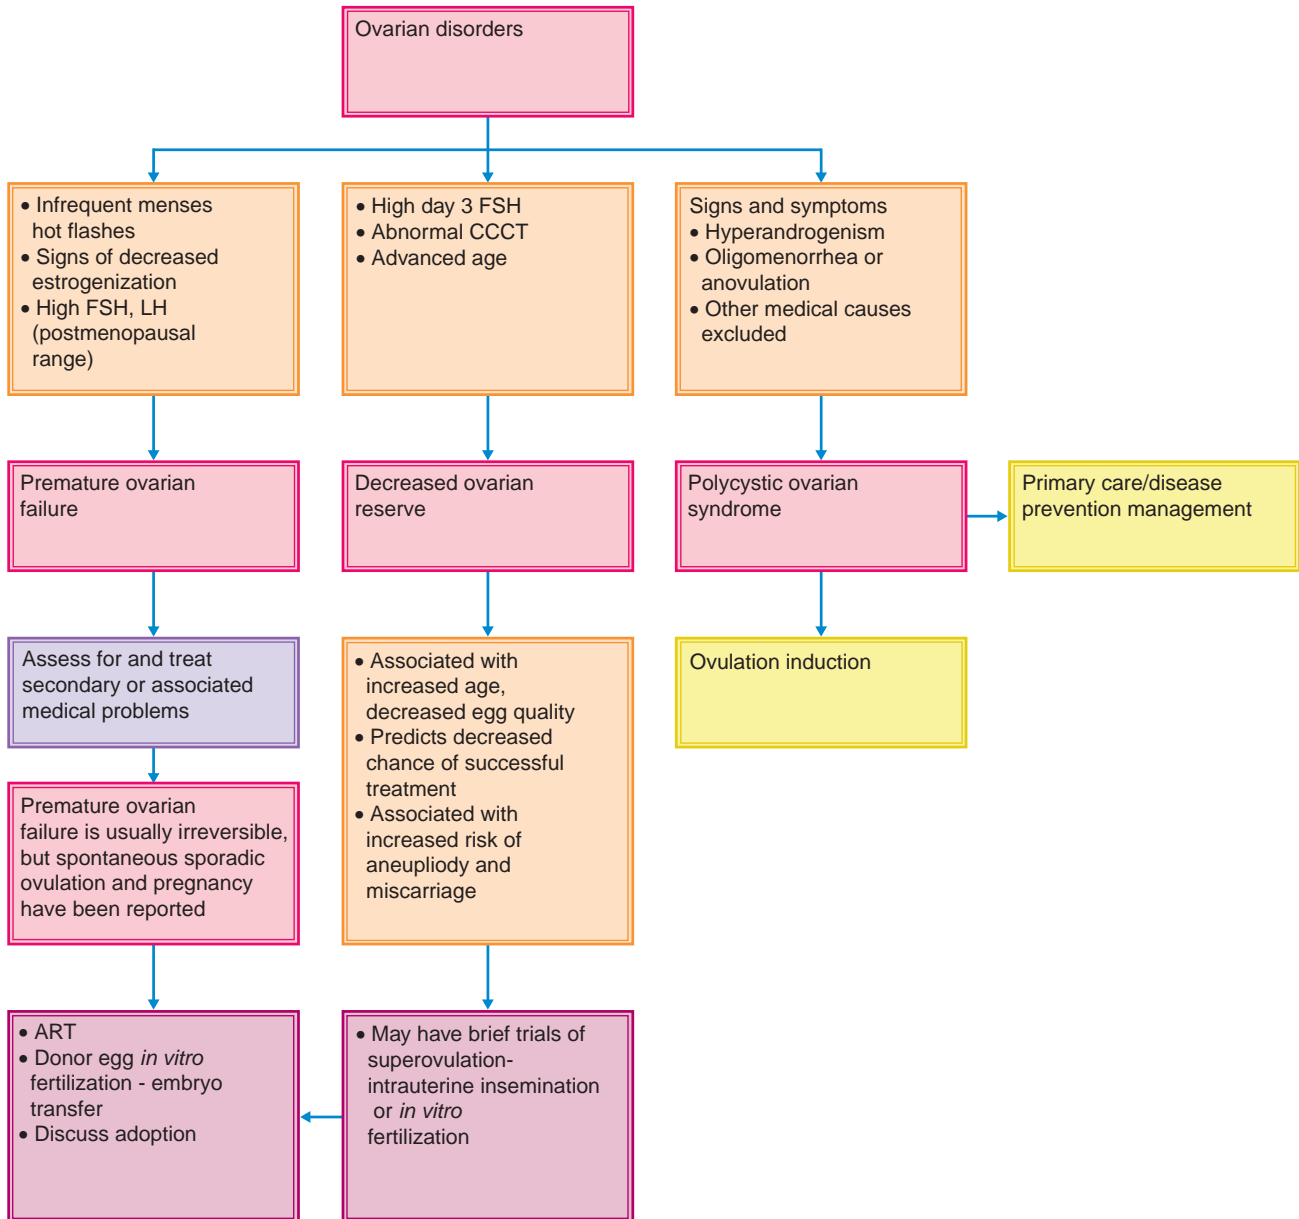 Ovarian disorders
• Infrequent menses
hot flashes
• Signs of decreased
estrogenization
• High FSH, LH
(postmenopausal
range)
• High day 3 FSH
• Abnormal CCCT
• Advanced age
Signs and symptoms
• Hyperandrogenism
• Oligomenorrhea or
anovulation
• Other medical causes
excluded
Premature ovarian
failure
Decreased ovarian
reserve
Polycystic ovarian
syndrome
Primary care/disease
prevention management
Assess for and treat
secondary or associated
medical problems
• Associated with
increased age,
decreased egg quality
• Predicts decreased
chance of successful
treatment
• Associated with
increased risk of
aneupliody and
miscarriage
Ovulation induction
Premature ovarian
failure is usually irreversible,
but spontaneous sporadic
ovulation and pregnancy
have been reported
• ART
• Donor egg in vitro
fertilization - embryo
transfer
• Discuss adoption
• May have brief trials of
superovulation-
intrauterine insemination
or in vitro
fertilization